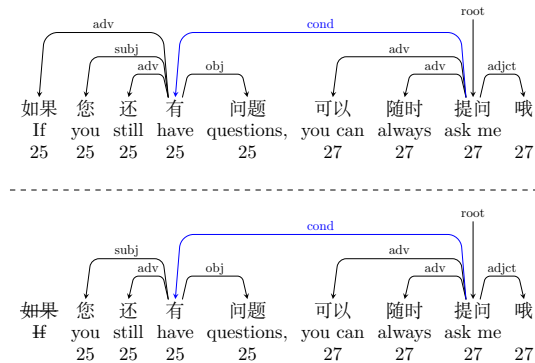 root
adv
cond
subj
adv
adv
obj
adv
adjct
如果 您 还 有 问题 可以 随时 提问 哦
If you still have questions, you can always ask me
25 25 25 25 25 27 27 27 27
root
cond
subj
adv
adv
obj
adv
adjct
如果 您 还 有 问题 可以 随时 提问 哦
If you still have questions, you can always ask me
25 25 25 25 27 27 27 27